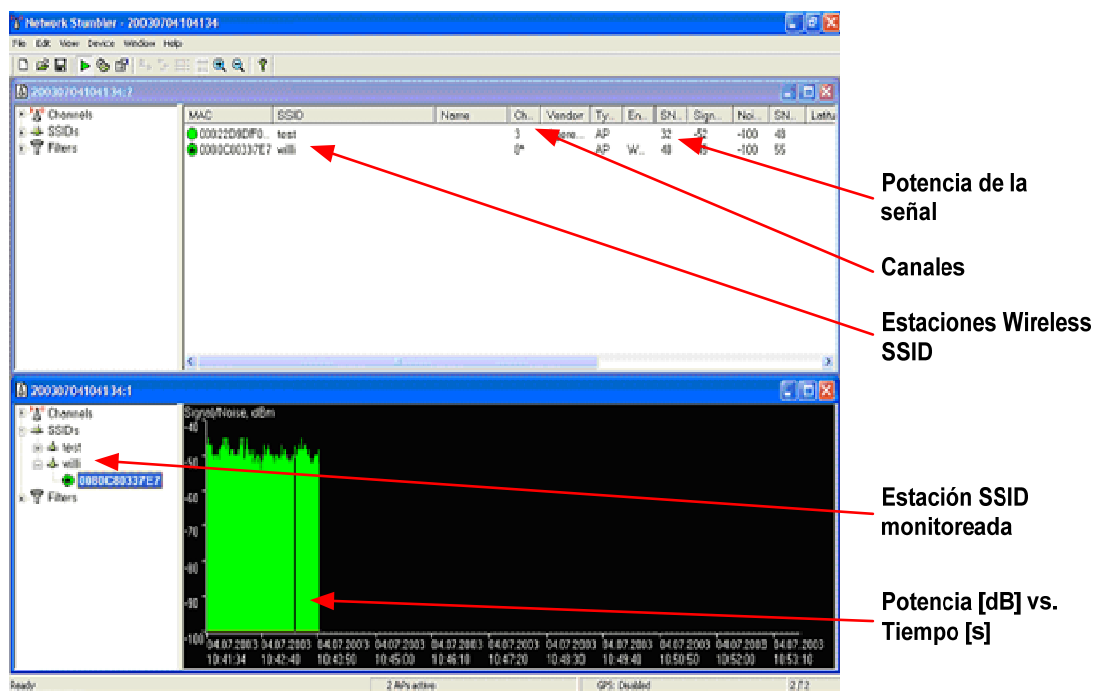 Network Stumbler - 20030704104134
File Edit View Device Window Help
20030704104134:2
Channels
SSIDs
Filters
MAC SSID Name Ch... Vendor Ty... En... SN... Sign... Noi... SN... Latitu
test 3 AP 32 -52 -100 48
0080C80337E7 willi AP W... 48 -100 55
Potencia de la
señal
Canales
Estaciones Wireless
SSID
20030704104134:1
Channels
SSIDs
test
willi
0080C80337E7
Filters
Signal/Noise, dBm
-40
-50
-60
-70
-80
-90
-100
04.07.2003 04.07.2003 04.07.2003 04.07.2003 04.07.2003 04.07.2003 04.07.2003 04.07.2003 04.07.2003 04.07.2003 04.07.2003
10:41:34 10:42:40 10:43:50 10:45:00 10:46:10 10:47:20 10:48:30 10:49:40 10:50:50 10:52:00 10:53:10
Estación SSID
monitoreada
Potencia [dB] vs.
Tiempo [s]
Ready 2 APs active GPS: Disabled 2 / 2